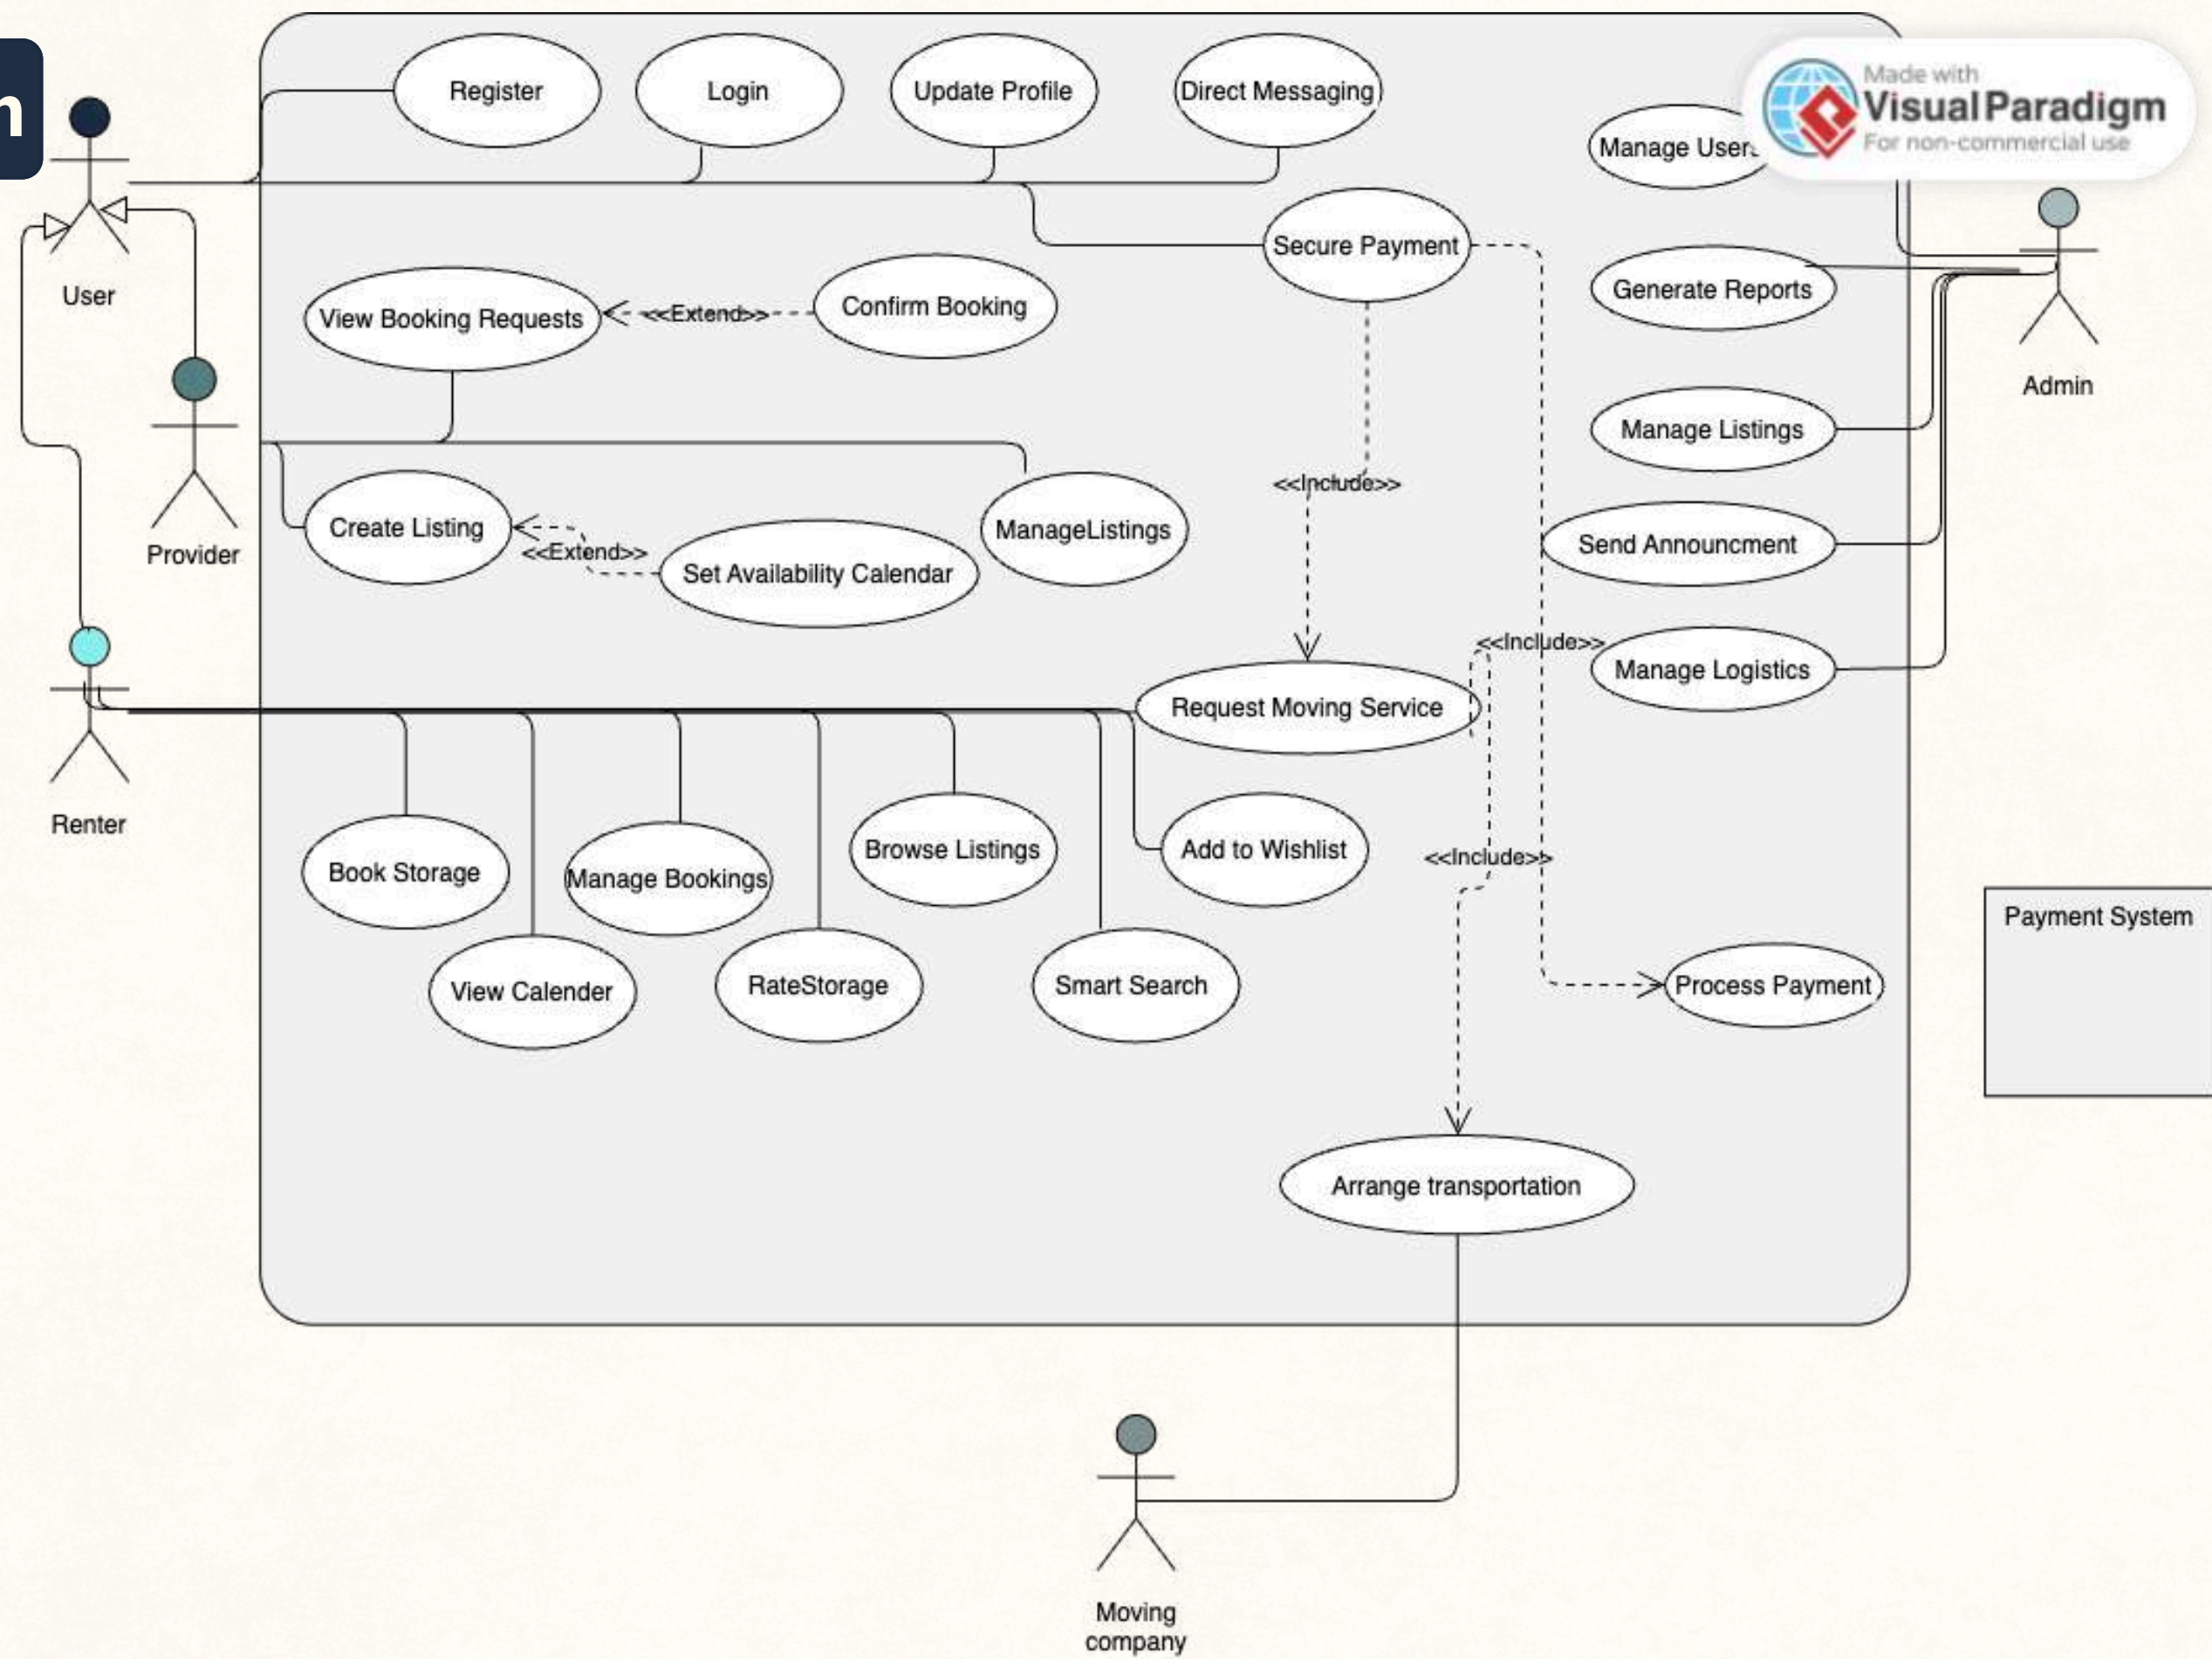 n
Register
Login
Update Profile
Direct Messaging
Made with
Visual Paradigm
For non-commercial use
Manage Users
User
Secure Payment
View Booking Requests
<<Extend>>
Confirm Booking
Generate Reports
Admin
Manage Listings
<<Include>>
Provider
Create Listing
<<Extend>>
Set Availability Calendar
ManageListings
Send Announcment
<<Include>>
Manage Logistics
Request Moving Service
Renter
Book Storage
Manage Bookings
Browse Listings
Add to Wishlist
<<Include>>
Payment System
View Calender
RateStorage
Smart Search
Process Payment
Arrange transportation
Moving
company